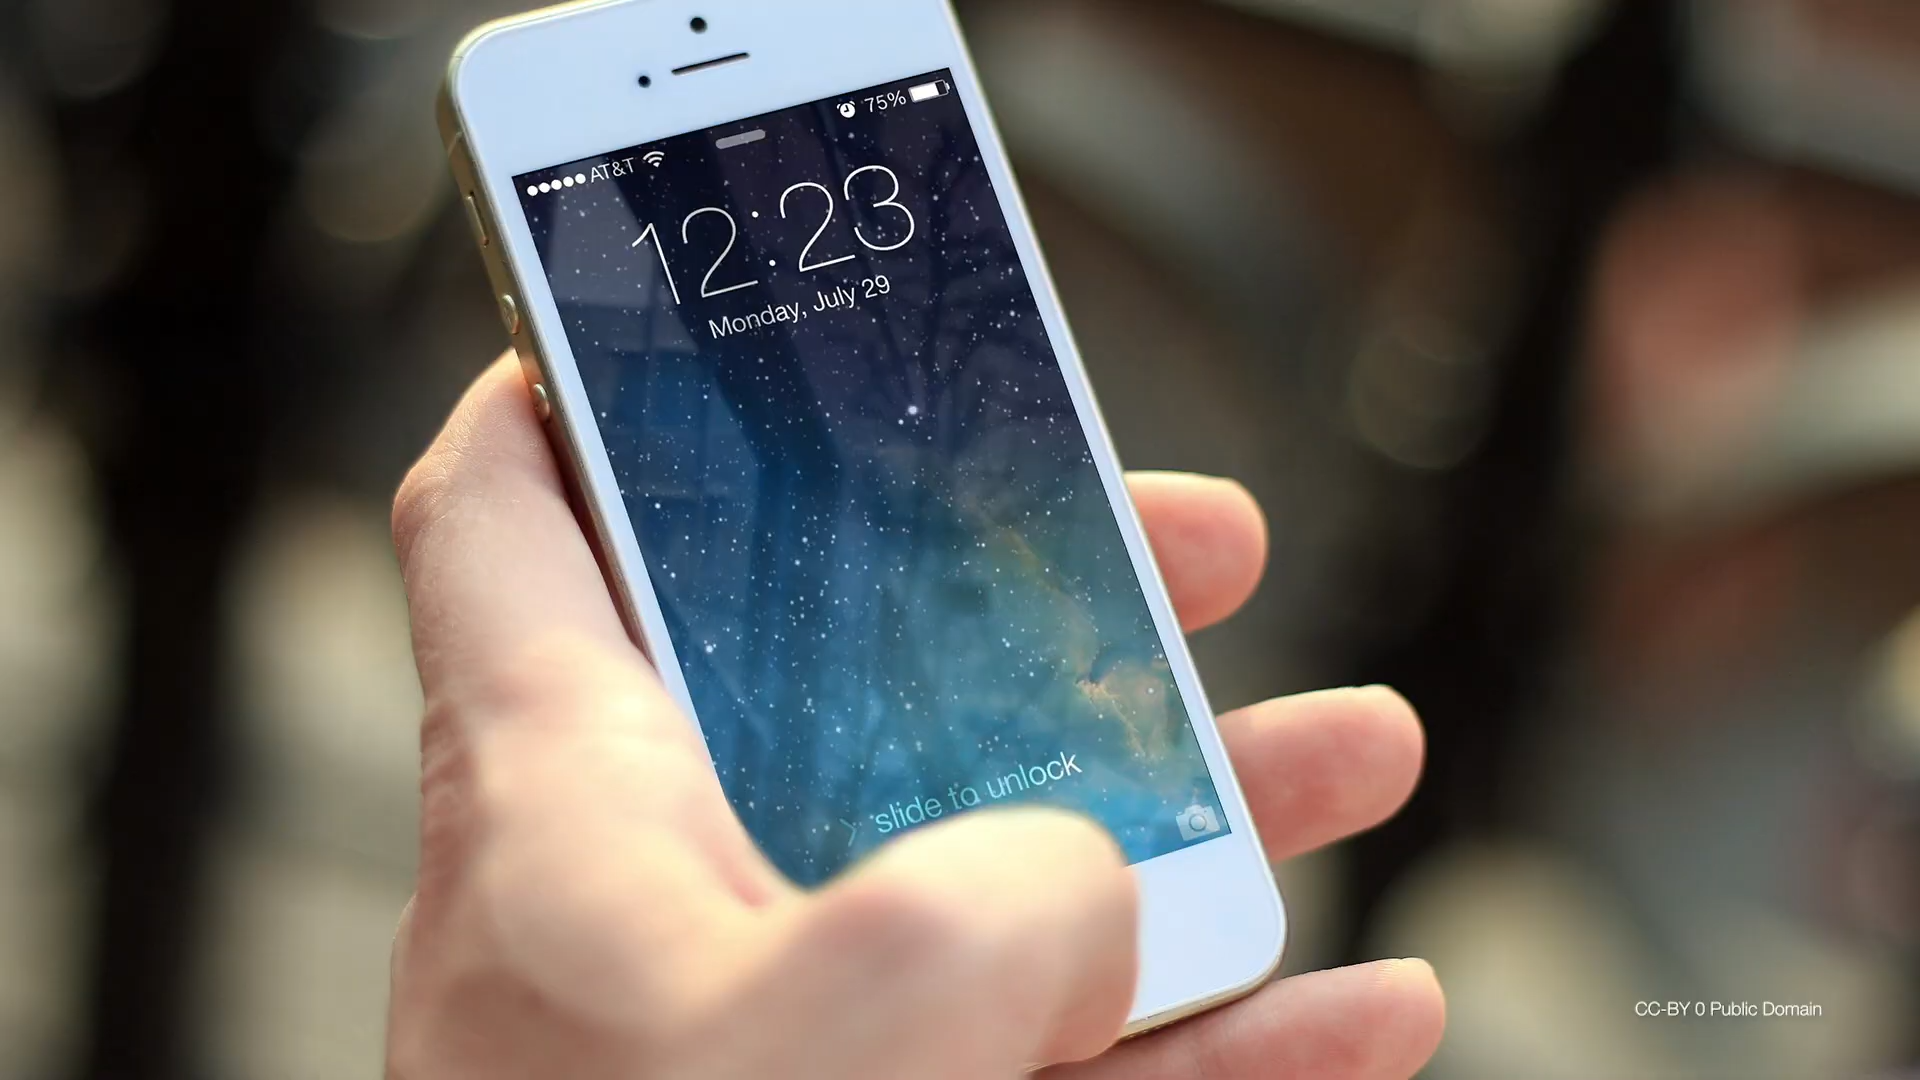 AT&T
75%
12:23
Monday, July 29
> slide to unlock
CC-BY 0 Public Domain